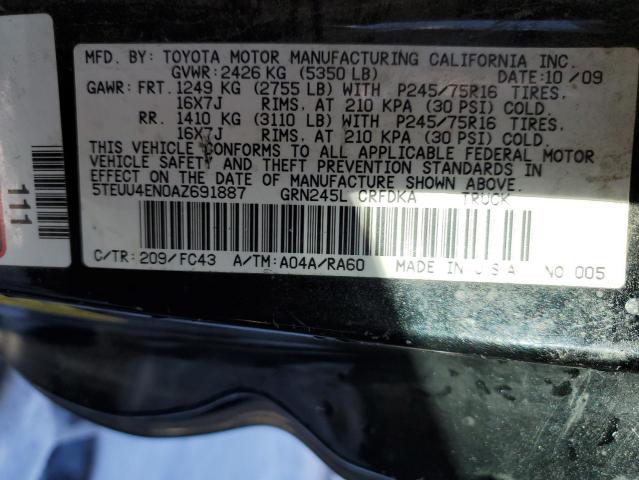 MFD. BY: TOYOTA MOTOR MANUFACTURING CALIFORNIA INC.
GVWR: 2426 KG (5350 LB) DATE: 10/09
GAWR: FRT. 1249 KG (2755 LB) WITH P245/75R16 TIRES.
16X7J RIMS. AT 210 KPA (30 PSI) COLD.
RR. 1410 KG (3110 LB) WITH P245/75R16 TIRES.
16X7J RIMS. AT 210 KPA (30 PSI) COLD.
THIS VEHICLE CONFORMS TO ALL APPLICABLE FEDERAL MOTOR
VEHICLE SAFETY AND THEFT PREVENTION STANDARDS IN
EFFECT ON THE DATE OF MANUFACTURE SHOWN ABOVE.
5TEUU4EN0AZ691887 GRN245L CRFDKA TRUCK
C/TR: 209/FC43 A/TM: A04A/RA60 MADE IN U S A NO 005
111